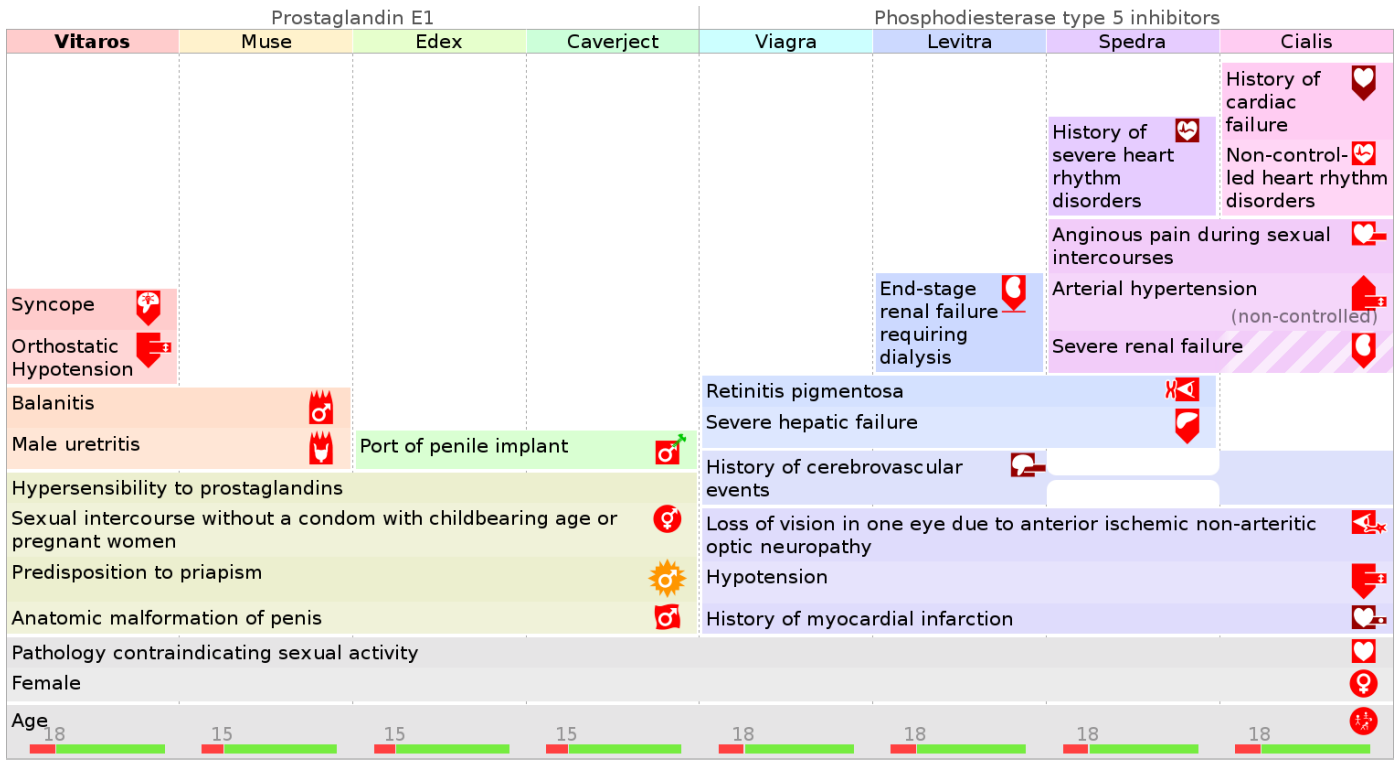 Prostaglandin E1
Phosphodiesterase type 5 inhibitors
Vitaros
Muse
Edex
Caverject
Viagra
Levitra
Spedra
Cialis
History of
cardiac
failure
History of
severe heart
rhythm
disorders
Non-control-
led heart rhythm
disorders
Anginous pain during sexual
intercourses
Syncope
End-stage
renal failure
requiring
dialysis
Arterial hypertension
(non-controlled)
Orthostatic
Hypotension
Severe renal failure
Balanitis
Retinitis pigmentosa
Male uretritis
Port of penile implant
Severe hepatic failure
History of cerebrovascular
events
Hypersensibility to prostaglandins
Sexual intercourse without a condom with childbearing age or
pregnant women
Loss of vision in one eye due to anterior ischemic non-arteritic
optic neuropathy
Predisposition to priapism
Hypotension
Anatomic malformation of penis
History of myocardial infarction
Pathology contraindicating sexual activity
Female
Age
18
15
15
15
18
18
18
18